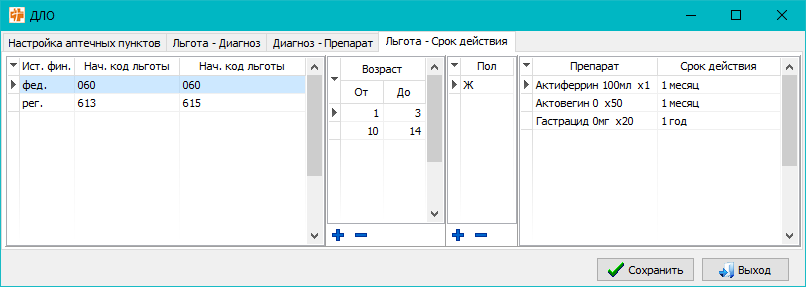 ДЛО
Настройка аптечных пунктов Льгота - Диагноз Диагноз - Препарат Льгота - Срок действия
Ист. фин. Нач. код льготы Нач. код льготы
фед. 060 060
рег. 613 615
Возраст
От До
1 3
10 14
Пол
Ж
Препарат Срок действия
Актиферрин 100мл x1 1 месяц
Актовегин 0 x50 1 месяц
Гастрацид 0мг x20 1 год
Сохранить Выход